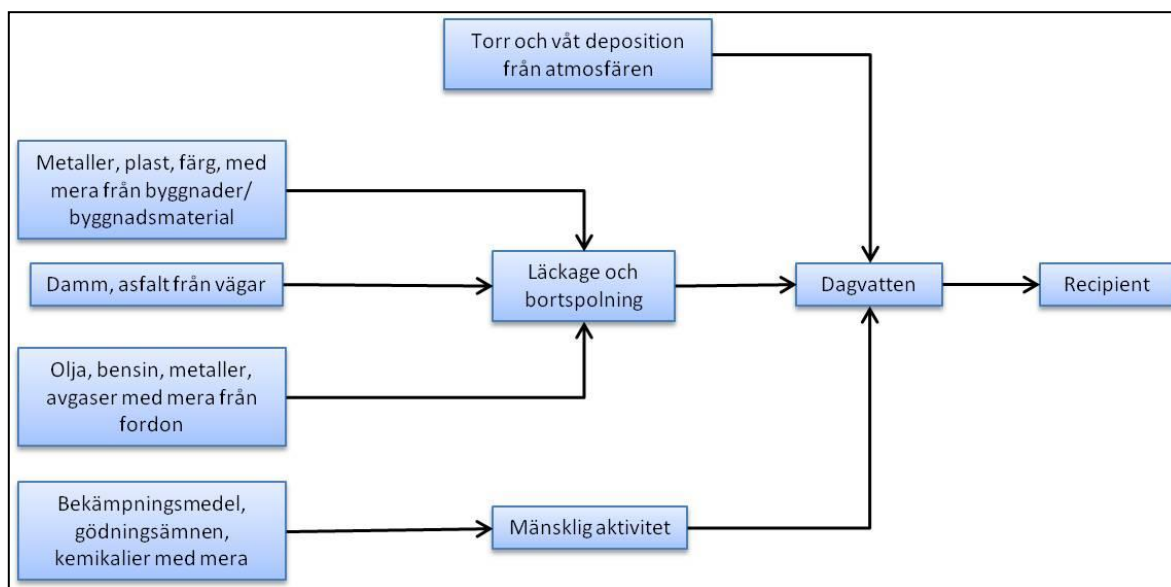 Torr och våt deposition
från atmosfären
Metaller, plast, färg, med
mera från byggnader/
byggnadsmaterial
Damm, asfalt från vägar
Läckage och
bortspolning
Dagvatten
Recipient
Olja, bensin, metaller,
avgaser med mera från
fordon
Bekämpningsmedel,
gödningsämnen,
kemikalier med mera
Mänsklig aktivitet